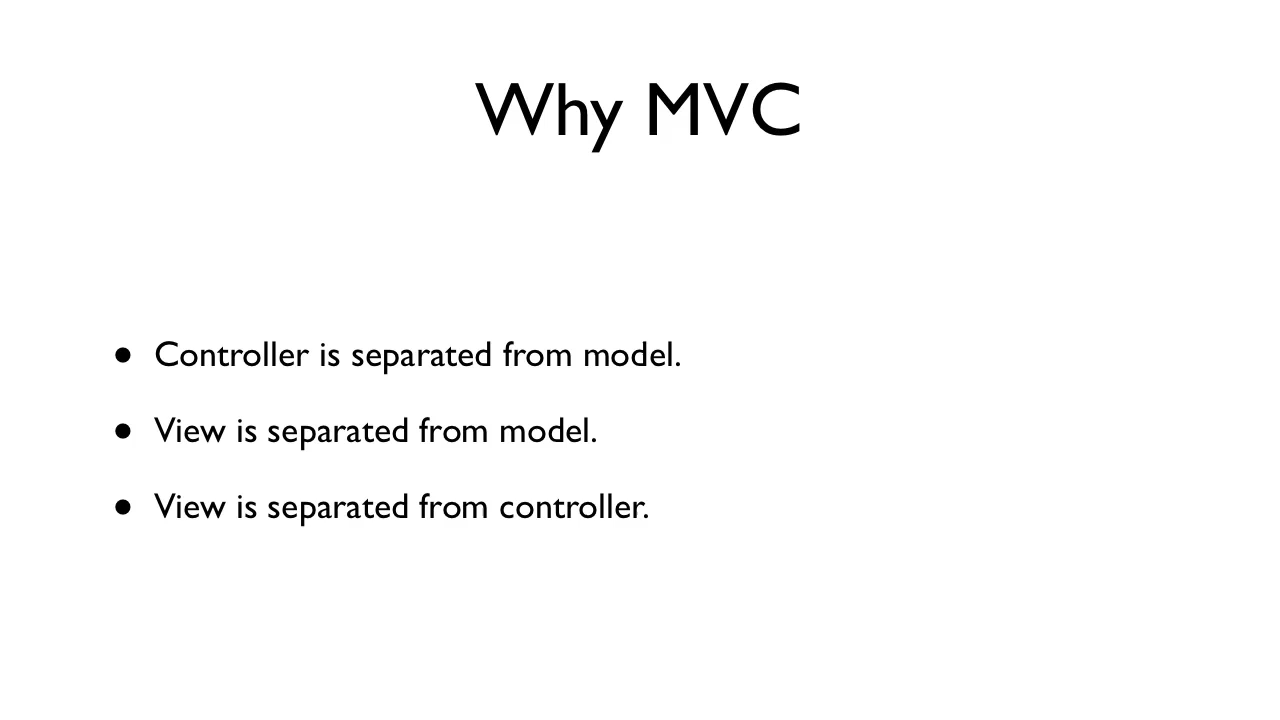 Why MVC
• Controller is separated from model.
• View is separated from model.
• View is separated from controller.